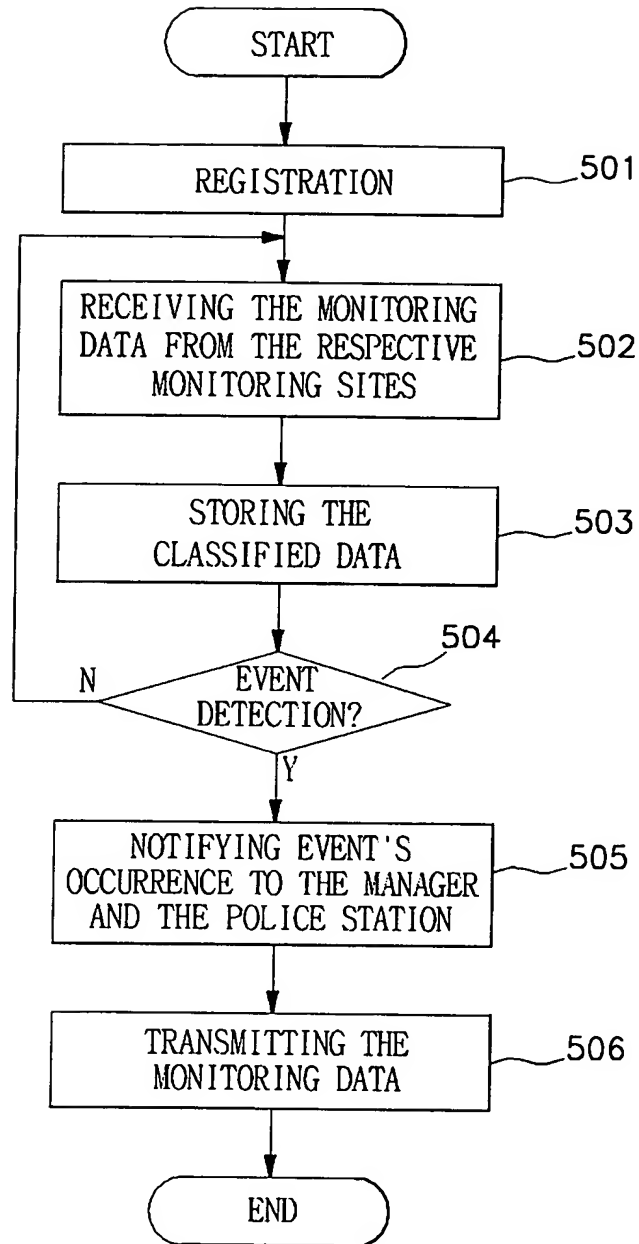 START
REGISTRATION
501
RECEIVING THE MONITORING
DATA FROM THE RESPECTIVE
MONITORING SITES
502
STORING THE
CLASSIFIED DATA
503
504
N
EVENT
DETECTION?
Y
NOTIFYING EVENT'S
OCCURRENCE TO THE MANAGER
AND THE POLICE STATION
505
TRANSMITTING THE
MONITORING DATA
506
END